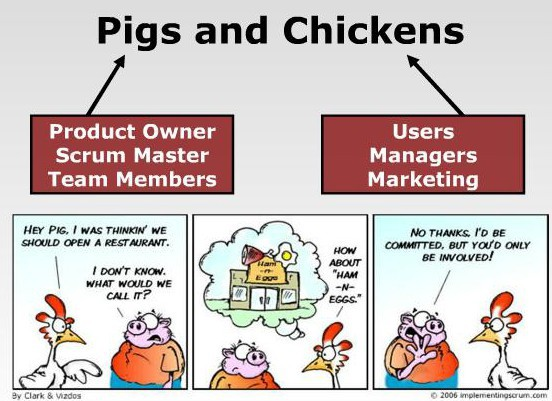 Pigs and Chickens
Product Owner
Scrum Master
Team Members
Users
Managers
Marketing
HEY PIG, I WAS THINKIN' WE
SHOULD OPEN A RESTAURANT.
I DON'T KNOW.
WHAT WOULD WE
CALL IT?
Ham
-n-
Eggs
HOW
ABOUT
"HAM
-N-
EGGS."
NO THANKS. I'D BE
COMMITTED, BUT YOU'D ONLY
BE INVOLVED!
By Clark & Vizdos
© 2006 implementingscrum.com